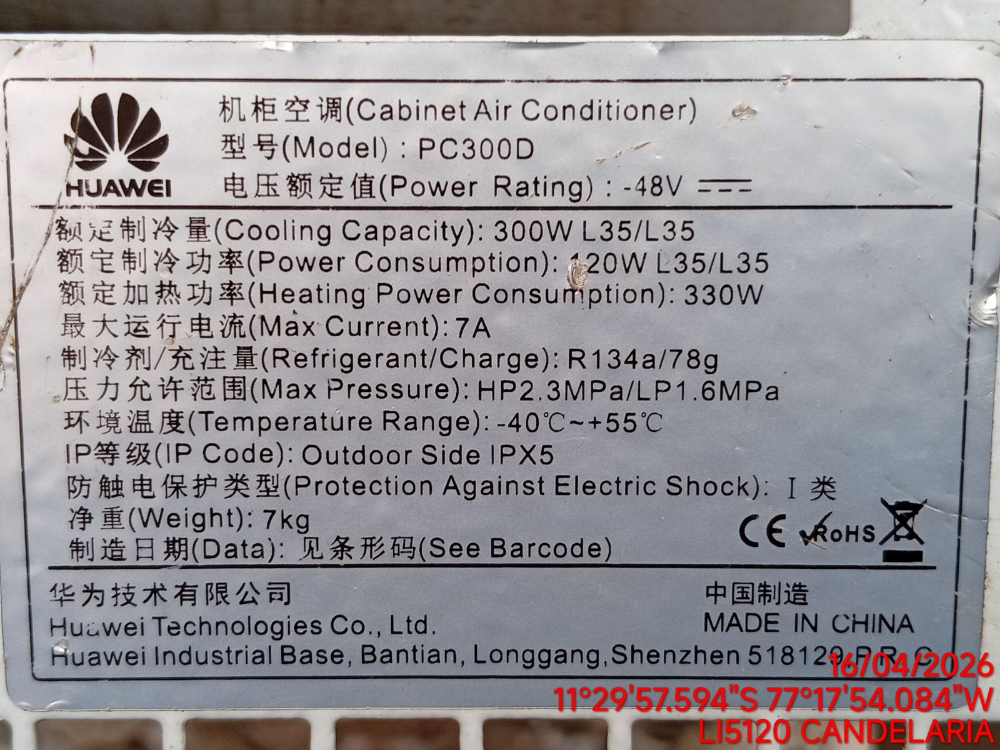 HUAWEI
机柜空调(Cabinet Air Conditioner)
型号(Model) : PC300D
电压额定值(Power Rating) : -48V
额定制冷量(Cooling Capacity): 300W L35/L35
额定制冷功率(Power Consumption): 120W L35/L35
额定加热功率(Heating Power Consumption): 330W
最大运行电流(Max Current): 7A
制冷剂/充注量(Refrigerant/Charge): R134a/78g
压力允许范围(Max Pressure): HP2.3MPa/LP1.6MPa
环境温度(Temperature Range): -40℃~+55℃
IP等级(IP Code): Outdoor Side IPX5
防触电保护类型(Protection Against Electric Shock): I 类
净重(Weight): 7kg
制造日期(Data): 见条形码(See Barcode)
CE RoHS
华为技术有限公司
Huawei Technologies Co., Ltd.
Huawei Industrial Base, Bantian, Longgang,Shenzhen 518129,P.R.C
中国制造
MADE IN CHINA
16/04/2026
11°29'57.594"S 77°17'54.084"W
LI5120 CANDELARIA